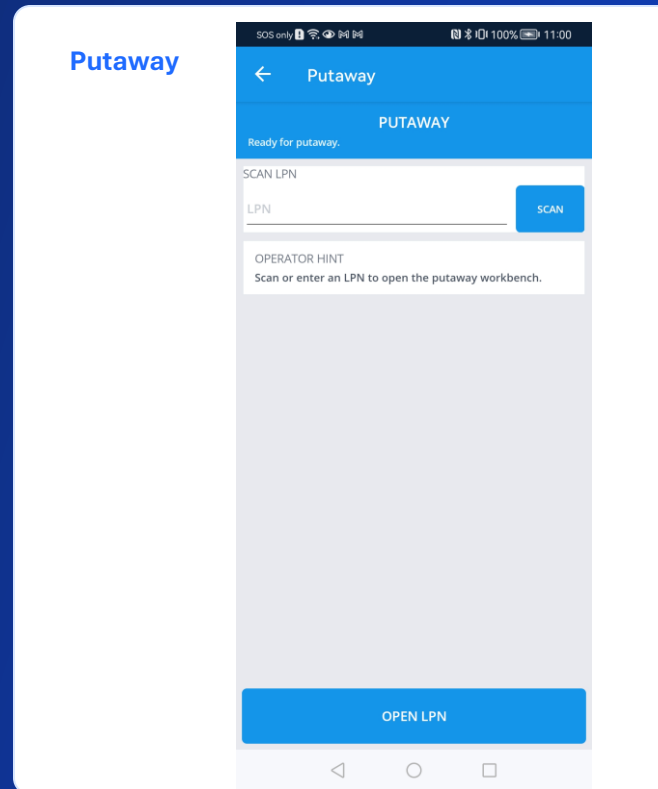 Putaway
SOS only 100% 11:00
Putaway
PUTAWAY
Ready for putaway.
SCAN LPN
LPN
SCAN
OPERATOR HINT
Scan or enter an LPN to open the putaway workbench.
OPEN LPN